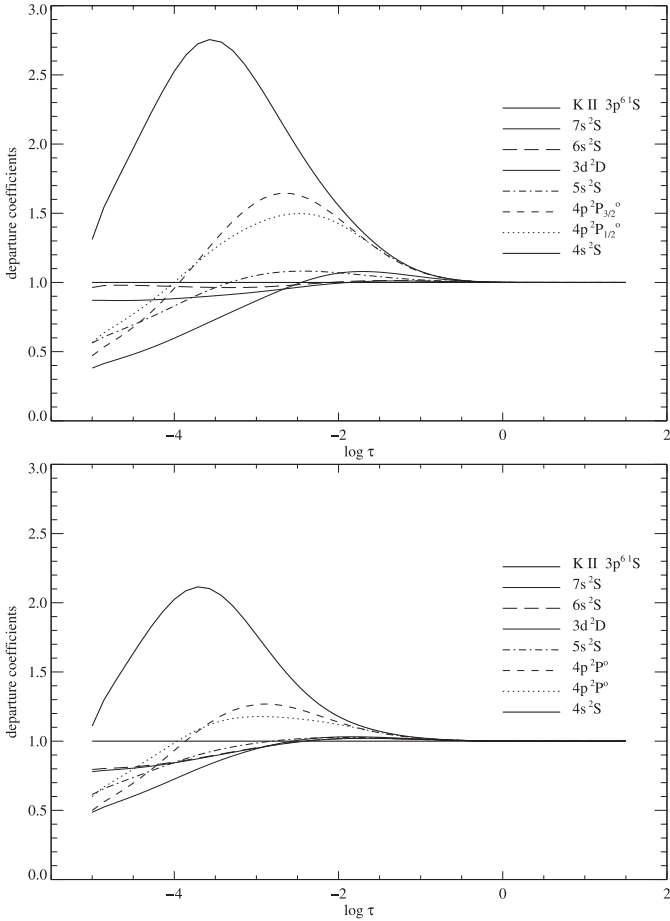 3.0
2.5
2.0
1.5
1.0
0.5
0.0
departure coefficients
K II 3p⁶ ¹S
7s ²S
6s ²S
3d ²D
5s ²S
4p ²P₃/₂°
4p ²P₁/₂°
4s ²S
−4 −2 0 2
log τ
3.0
2.5
2.0
1.5
1.0
0.5
0.0
departure coefficients
K II 3p⁶ ¹S
7s ²S
6s ²S
3d ²D
5s ²S
4p ²P°
4p ²P°
4s ²S
−4 −2 0 2
log τ